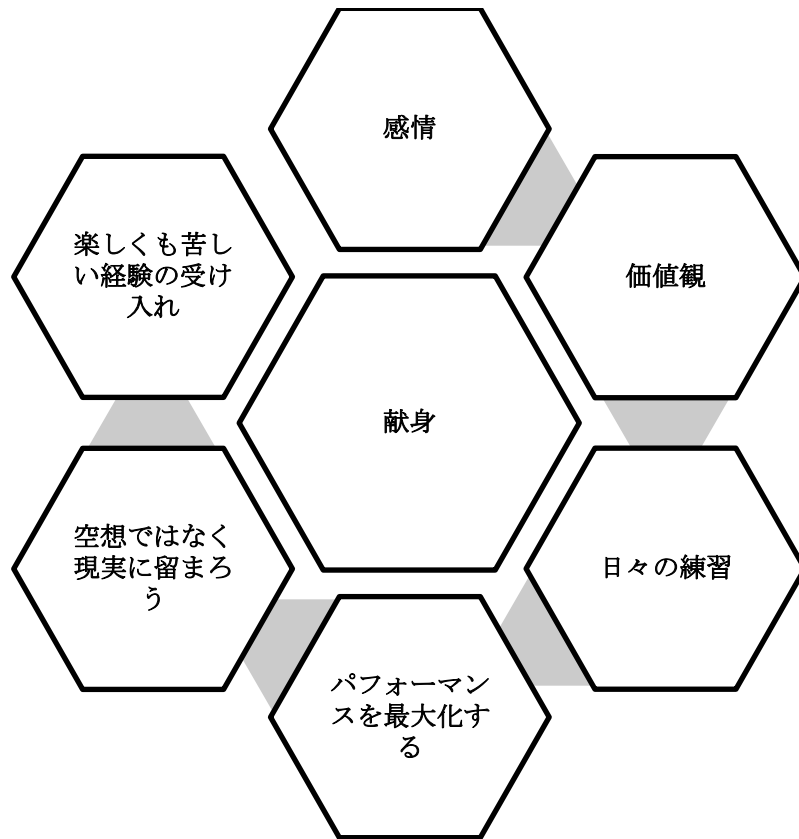 感情
価値観
日々の練習
パフォーマン
スを最大化す
る
空想ではなく
現実に留まろ
う
楽しくも苦し
い経験の受け
入れ
献身